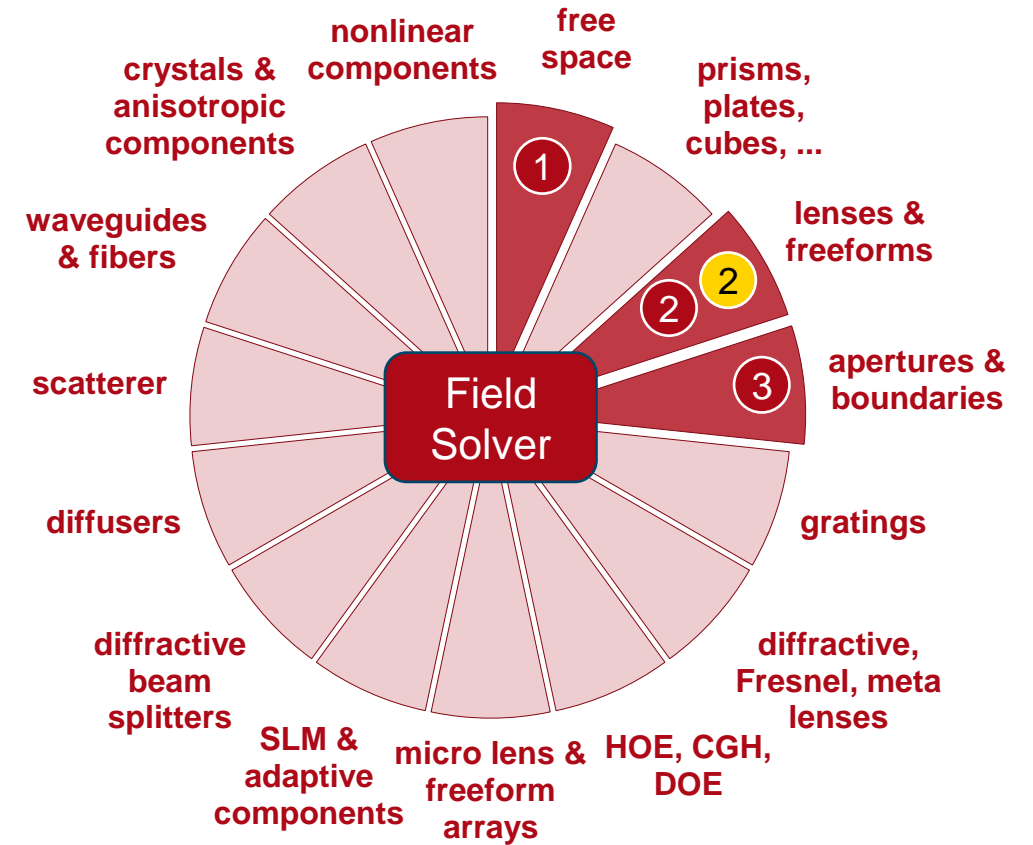 nonlinear
components
free
space
prisms,
plates,
cubes, ...
lenses &
freeforms
apertures &
boundaries
gratings
diffractive,
Fresnel, meta
lenses
HOE, CGH,
DOE
micro lens &
freeform
arrays
SLM &
adaptive
components
diffractive
beam
splitters
diffusers
scatterer
waveguides
& fibers
crystals &
anisotropic
components
1
2
2
3
Field
Solver